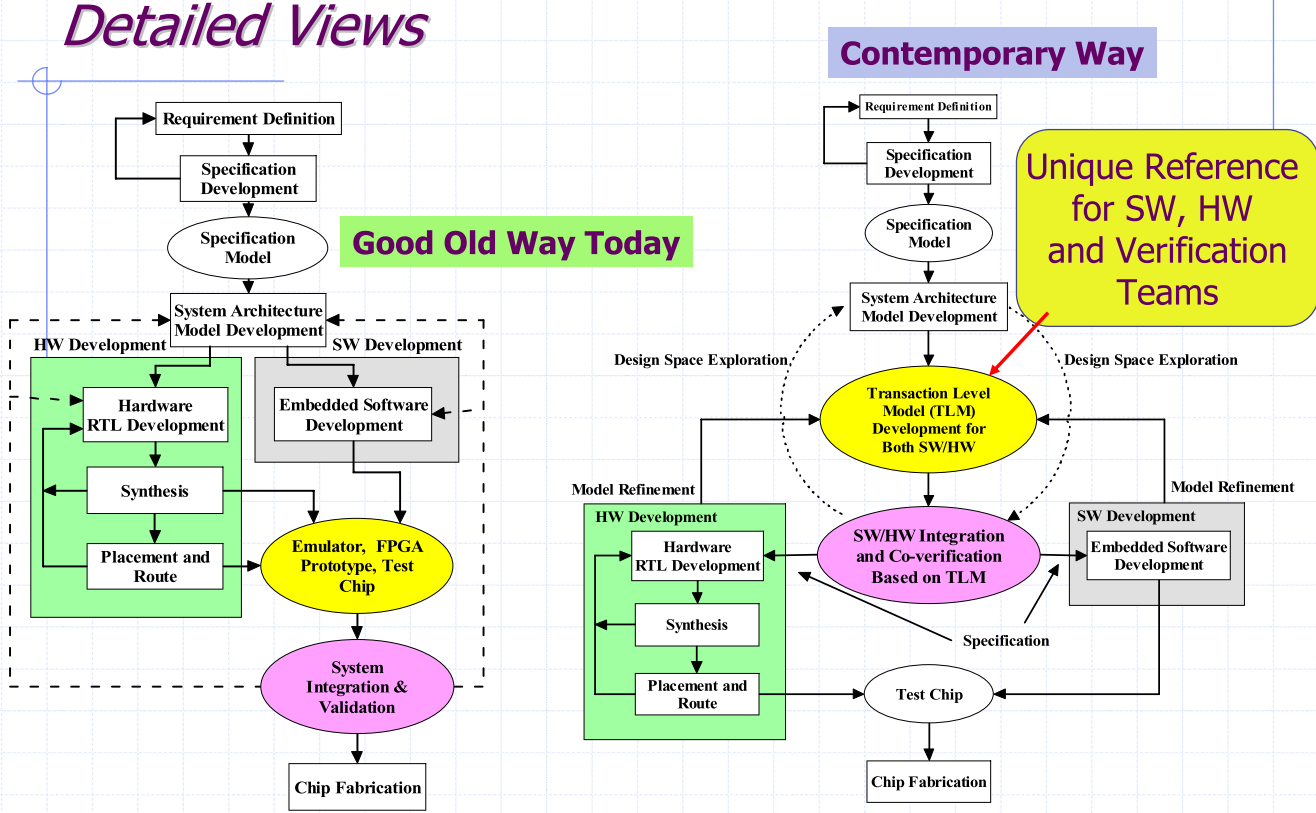 Detailed Views
Good Old Way Today
Requirement Definition
Specification
Development
Specification
Model
System Architecture
Model Development
HW Development
SW Development
Hardware
RTL Development
Embedded Software
Development
Synthesis
Placement and
Route
Emulator, FPGA
Prototype, Test
Chip
System
Integration &
Validation
Chip Fabrication
Contemporary Way
Requirement Definition
Specification
Development
Specification
Model
Unique Reference
for SW, HW
and Verification
Teams
System Architecture
Model Development
Design Space Exploration
Design Space Exploration
Transaction Level
Model (TLM)
Development for
Both SW/HW
Model Refinement
Model Refinement
HW Development
SW Development
SW/HW Integration
and Co-verification
Based on TLM
Hardware
RTL Development
Embedded Software
Development
Synthesis
Specification
Placement and
Route
Test Chip
Chip Fabrication